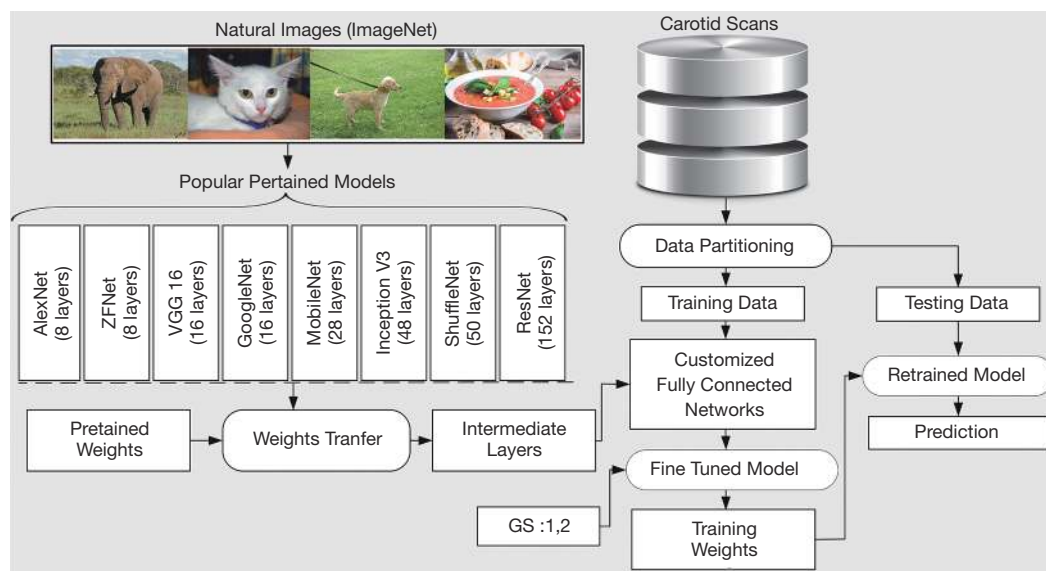 Natural Images (ImageNet)
Carotid Scans
Popular Pertained Models
AlexNet
(8 layers)
ZFNet
(8 layers)
VGG 16
(16 layers)
GoogleNet
(16 layers)
MobileNet
(28 layers)
Inception V3
(48 layers)
ShuffleNet
(50 layers)
ResNet
(152 layers)
Data Partitioning
Training Data
Testing Data
Customized
Fully Connected
Networks
Retrained Model
Prediction
Pretained
Weights
Weights Tranfer
Intermediate
Layers
Fine Tuned Model
GS :1,2
Training
Weights